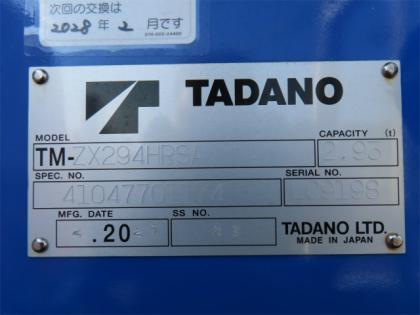 次回の交換は
2028 年 2 月です
TADANO
MODEL
CAPACITY (t)
TM-ZX294HRSA
2.93
SPEC. NO.
SERIAL NO.
MFG. DATE
SS NO.
.20
TADANO LTD.
MADE IN JAPAN